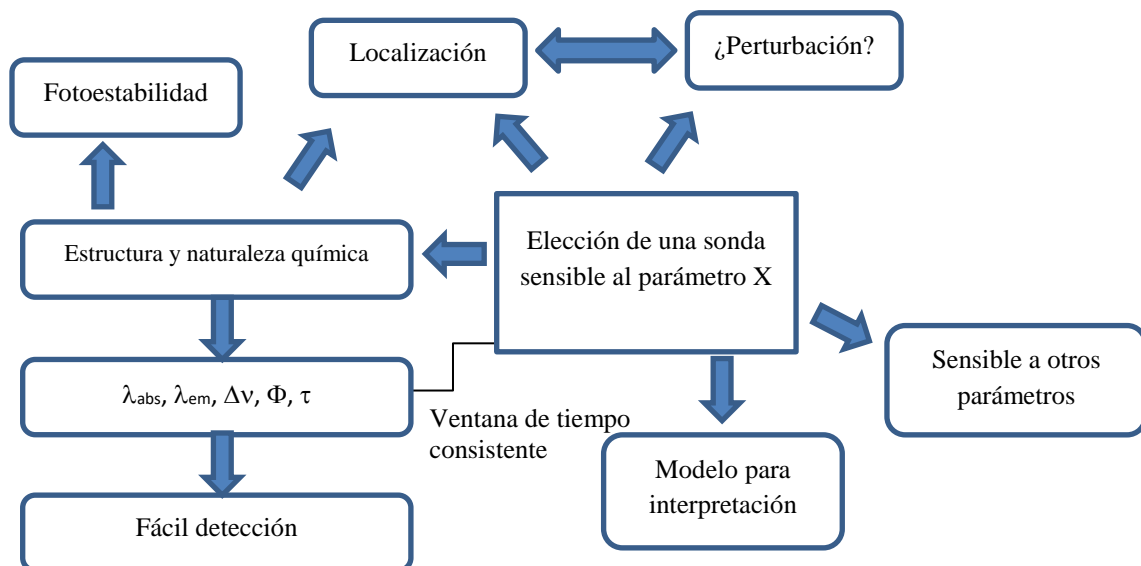 Localización
¿Perturbación?
Fotoestabilidad
Estructura y naturaleza química
Elección de una sonda
sensible al parámetro X
λabs, λem, Δν, Φ, τ
Ventana de tiempo
consistente
Sensible a otros
parámetros
Modelo para
interpretación
Fácil detección